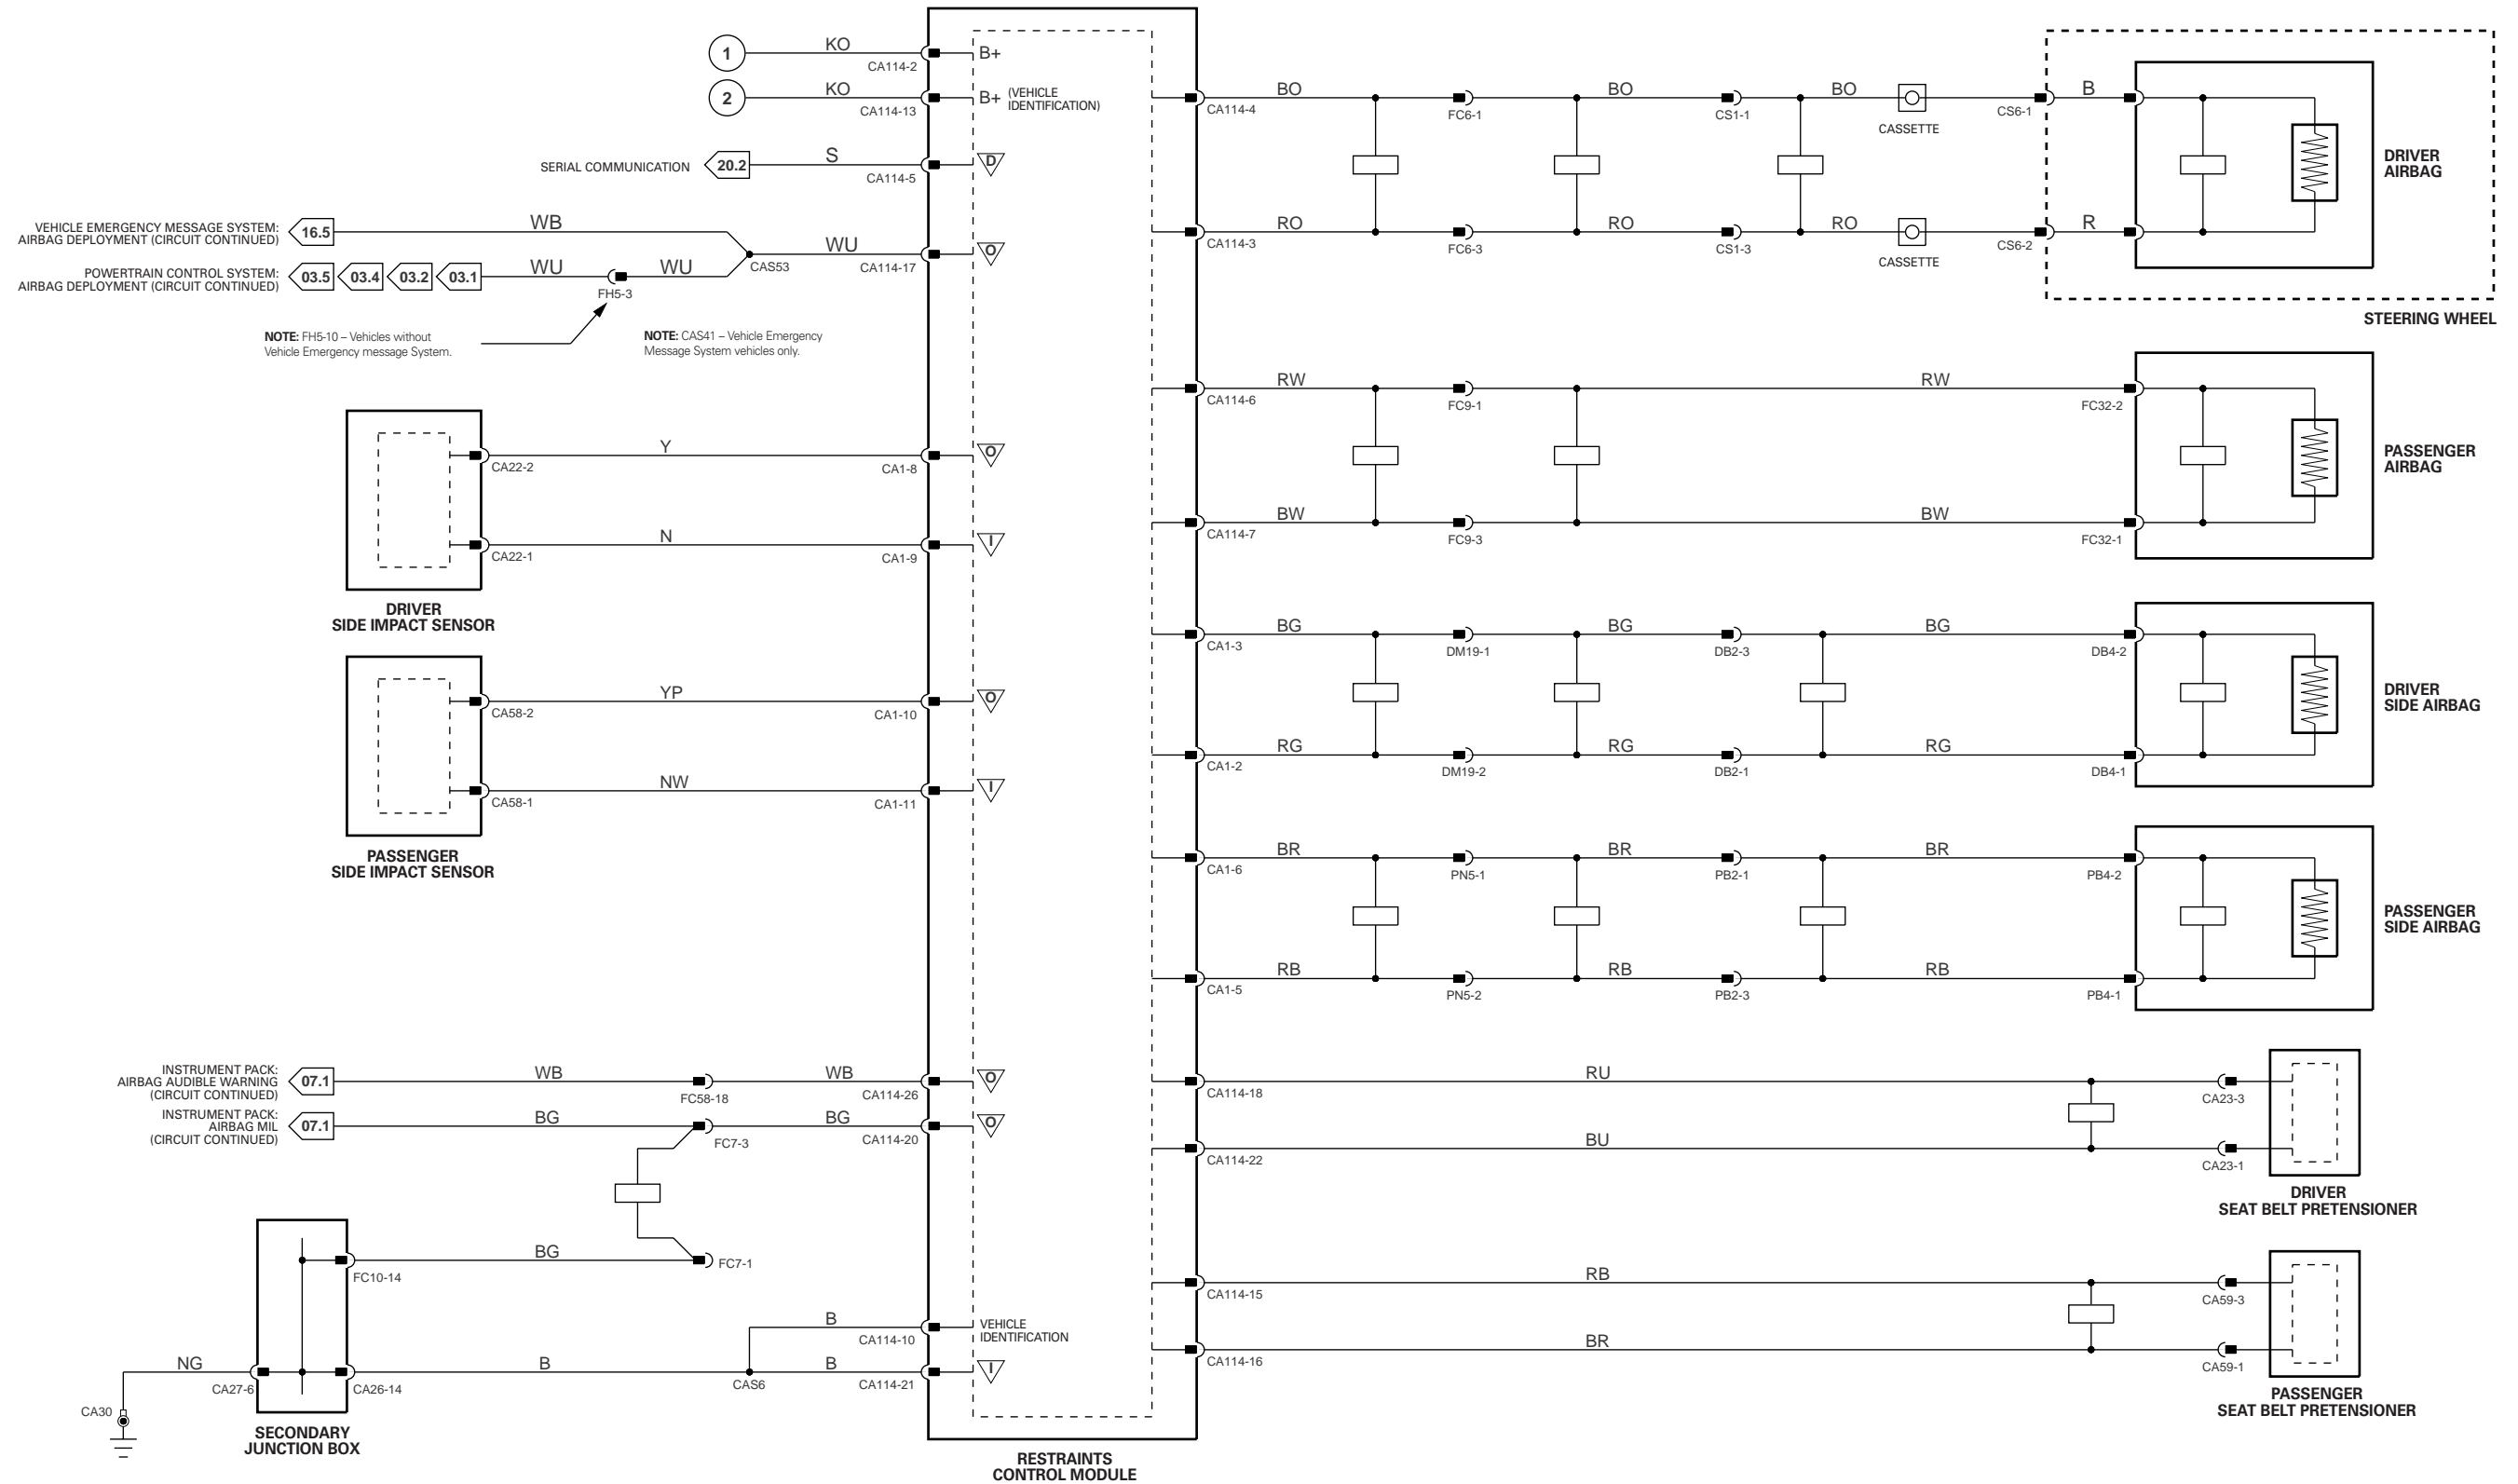 1
KO
CA114-2
B+
2
KO
CA114-13
B+
(VEHICLE
IDENTIFICATION)
SERIAL COMMUNICATION
20.2
S
CA114-5
D
VEHICLE EMERGENCY MESSAGE SYSTEM:
AIRBAG DEPLOYMENT (CIRCUIT CONTINUED)
16.5
WB
POWERTRAIN CONTROL SYSTEM:
AIRBAG DEPLOYMENT (CIRCUIT CONTINUED)
03.5
03.4
03.2
03.1
WU
FH5-3
WU
CAS53
WU
CA114-17
O
NOTE: FH5-10 – Vehicles without
Vehicle Emergency message System.
NOTE: CAS41 – Vehicle Emergency
Message System vehicles only.
CA22-2
Y
CA1-8
O
CA22-1
N
CA1-9
I
DRIVER
SIDE IMPACT SENSOR
CA58-2
YP
CA1-10
O
CA58-1
NW
CA1-11
I
PASSENGER
SIDE IMPACT SENSOR
INSTRUMENT PACK:
AIRBAG AUDIBLE WARNING
(CIRCUIT CONTINUED)
07.1
WB
FC58-18
WB
CA114-26
O
INSTRUMENT PACK:
AIRBAG MIL
(CIRCUIT CONTINUED)
07.1
BG
FC7-3
BG
CA114-20
O
FC10-14
BG
FC7-1
B
CA114-10
VEHICLE
IDENTIFICATION
CA30
NG
CA27-6
CA26-14
B
CAS6
B
CA114-21
I
SECONDARY
JUNCTION BOX
RESTRAINTS
CONTROL MODULE
CA114-4
BO
FC6-1
BO
CS1-1
BO
CASSETTE
CS6-1
B
CA114-3
RO
FC6-3
RO
CS1-3
RO
CASSETTE
CS6-2
R
DRIVER
AIRBAG
STEERING WHEEL
CA114-6
RW
FC9-1
RW
FC32-2
CA114-7
BW
FC9-3
BW
FC32-1
PASSENGER
AIRBAG
CA1-3
BG
DM19-1
BG
DB2-3
BG
DB4-2
CA1-2
RG
DM19-2
RG
DB2-1
RG
DB4-1
DRIVER
SIDE AIRBAG
CA1-6
BR
PN5-1
BR
PB2-1
BR
PB4-2
CA1-5
RB
PN5-2
RB
PB2-3
RB
PB4-1
PASSENGER
SIDE AIRBAG
CA114-18
RU
CA23-3
CA114-22
BU
CA23-1
DRIVER
SEAT BELT PRETENSIONER
CA114-15
RB
CA59-3
CA114-16
BR
CA59-1
PASSENGER
SEAT BELT PRETENSIONER